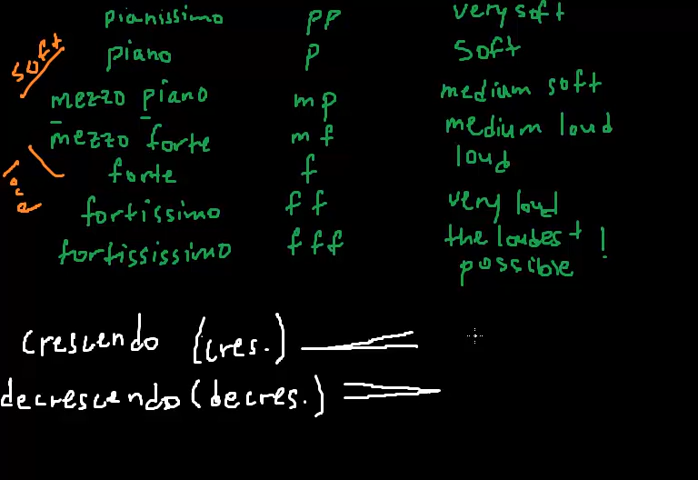 pianissimo pp very soft
soft
piano p soft
mezzo piano mp medium soft
mezzo forte mf medium loud
forte f loud
fortissimo ff very loud
fortississimo fff the loudest !
possible
crescendo (cres.)
decrescendo (decres.)